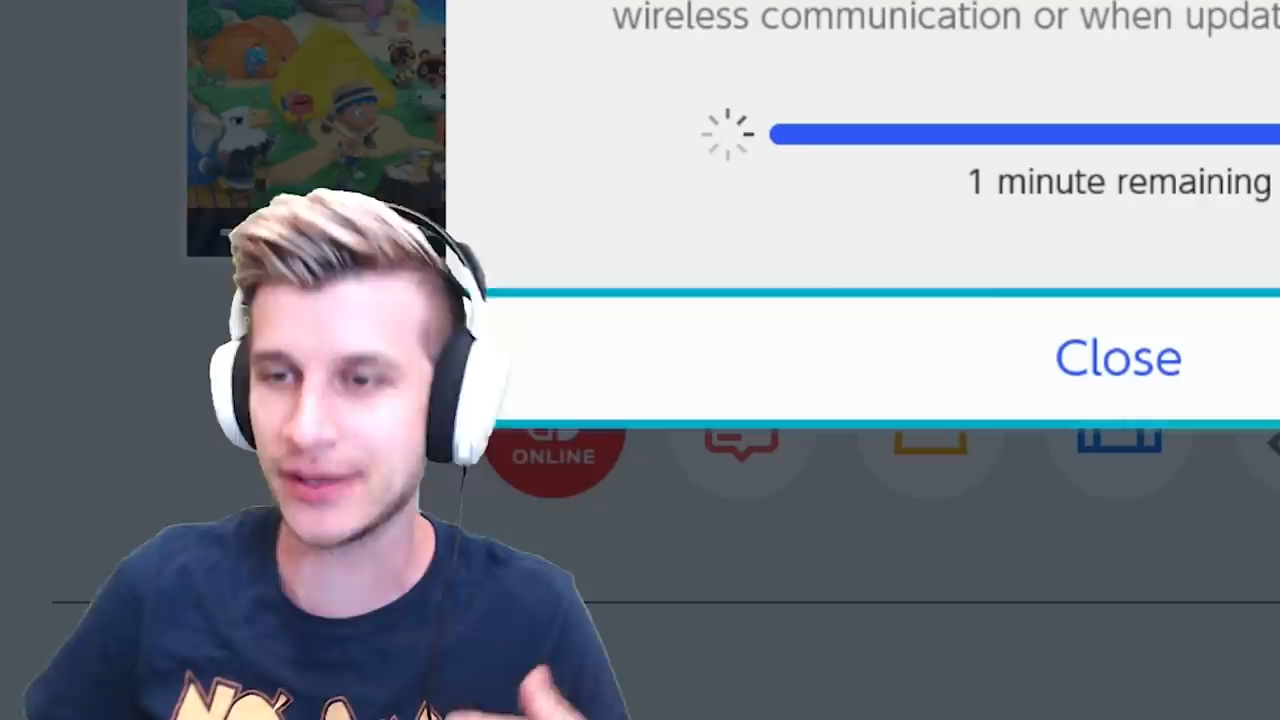 wireless communication or when updat
1 minute remaining
Close
ONLINE